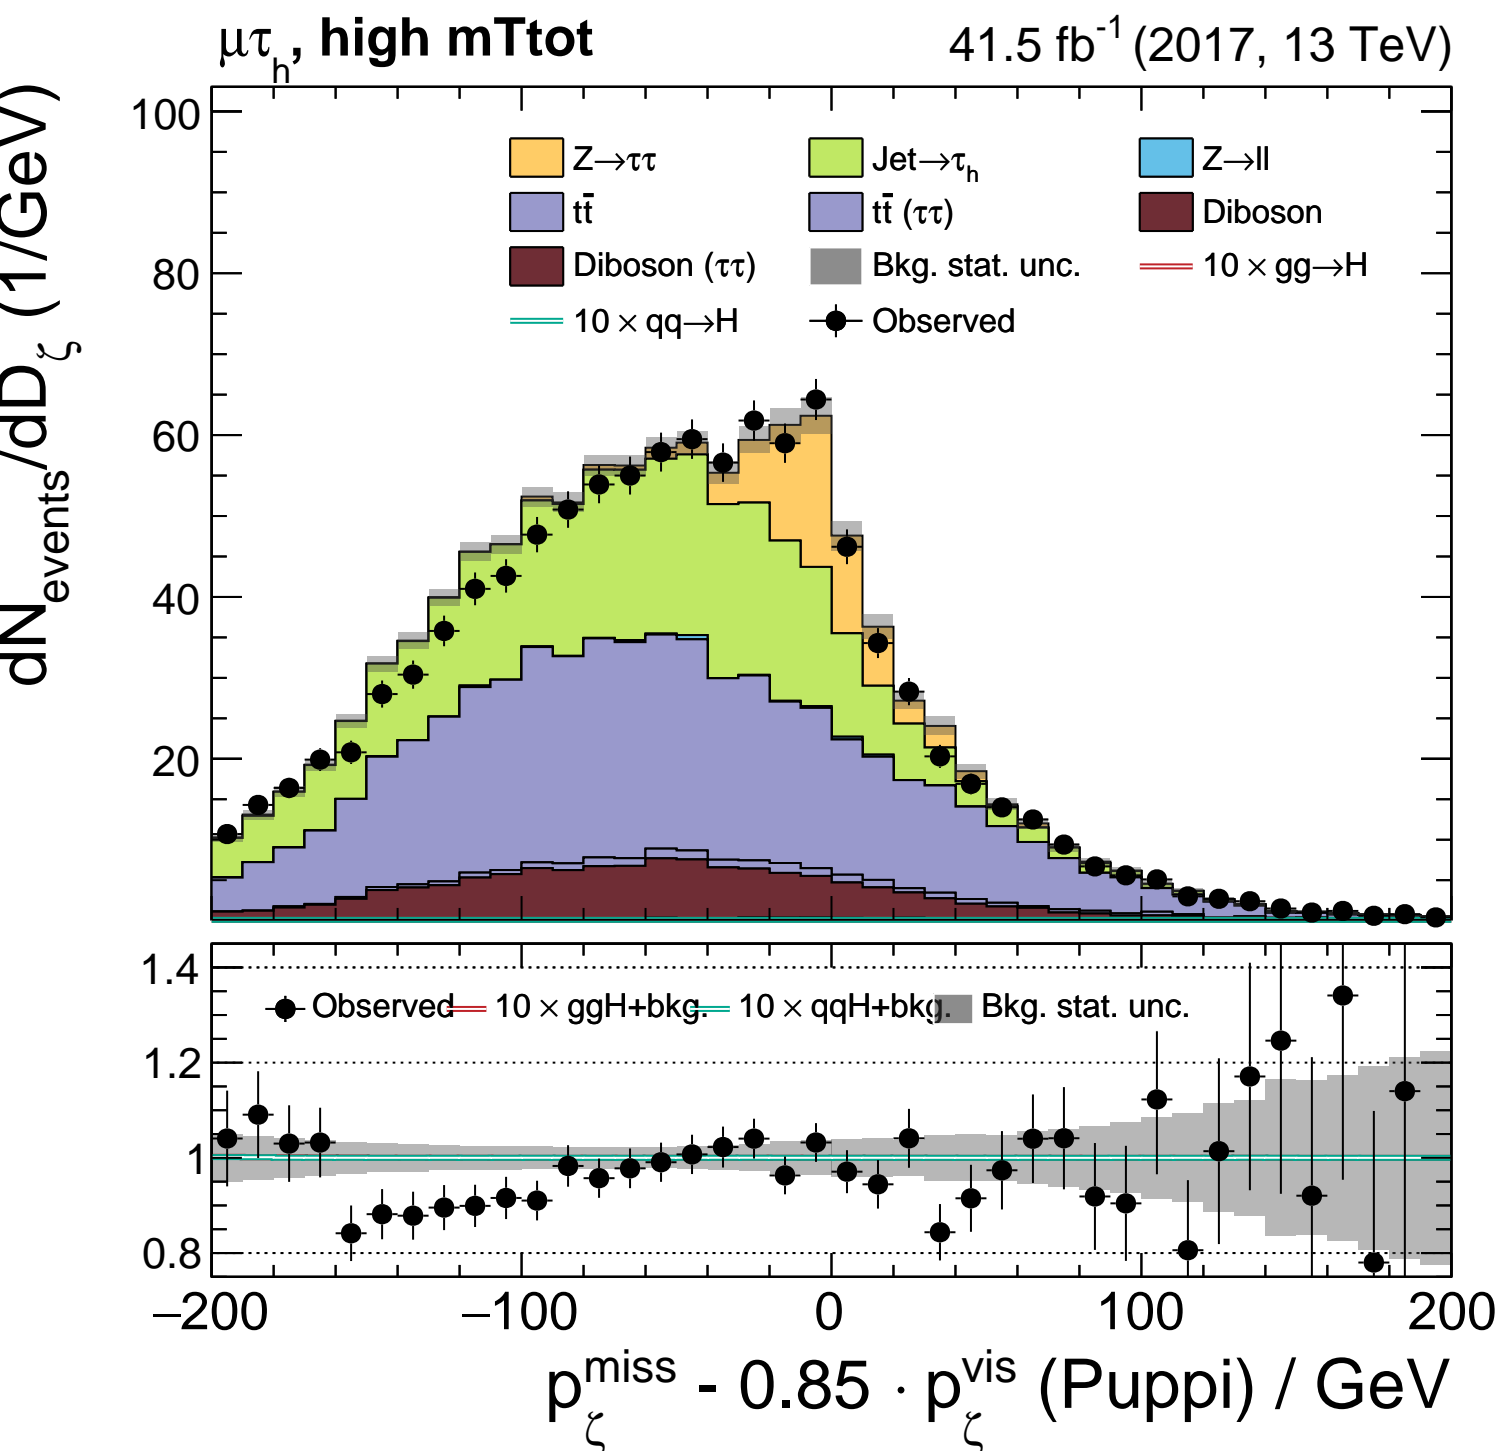 μτh, high mTtot
41.5 fb-1 (2017, 13 TeV)
dNevents/dDζ (1/GeV)
100
80
60
40
20
Z→ττ Jet→τh Z→ll
tt̄ tt̄ (ττ) Diboson
Diboson (ττ) Bkg. stat. unc. 10 × gg→H
10 × qq→H Observed
1.4
1.2
1
0.8
Observed 10 × ggH+bkg. 10 × qqH+bkg. Bkg. stat. unc.
−200 −100 0 100 200
pζmiss - 0.85 · pζvis (Puppi) / GeV